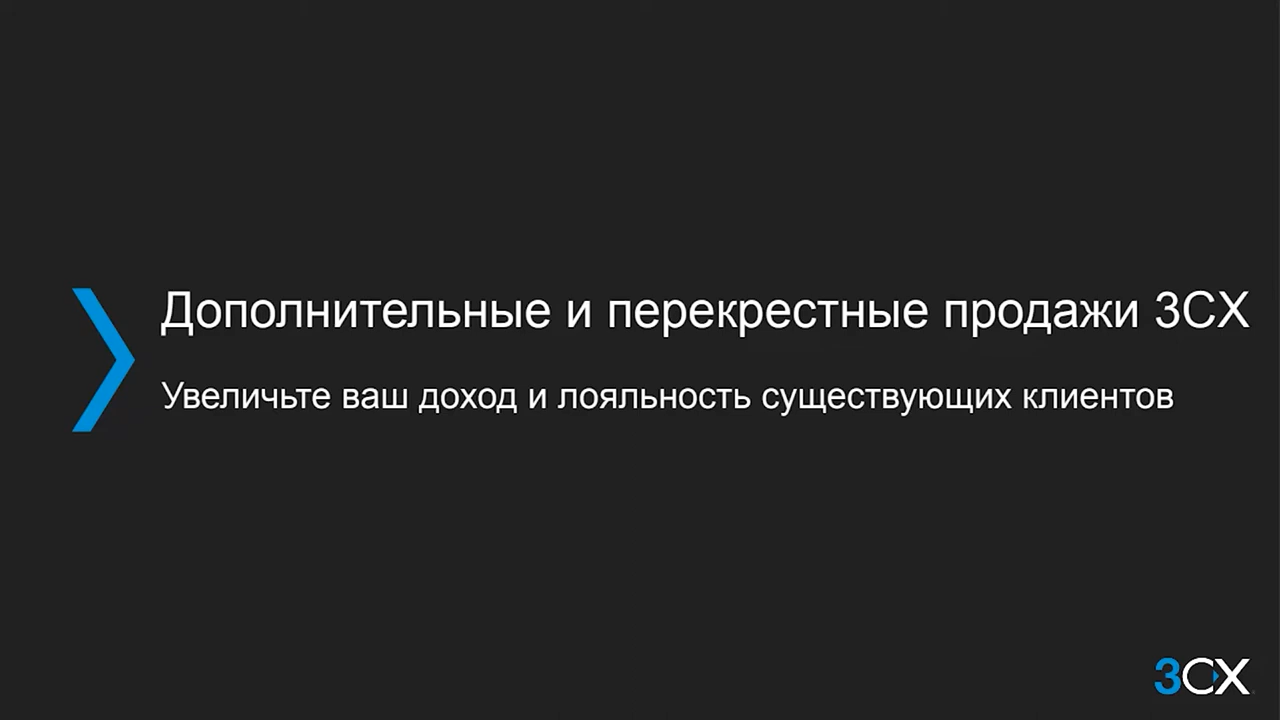 Дополнительные и перекрестные продажи 3CX
Увеличьте ваш доход и лояльность существующих клиентов
3CX